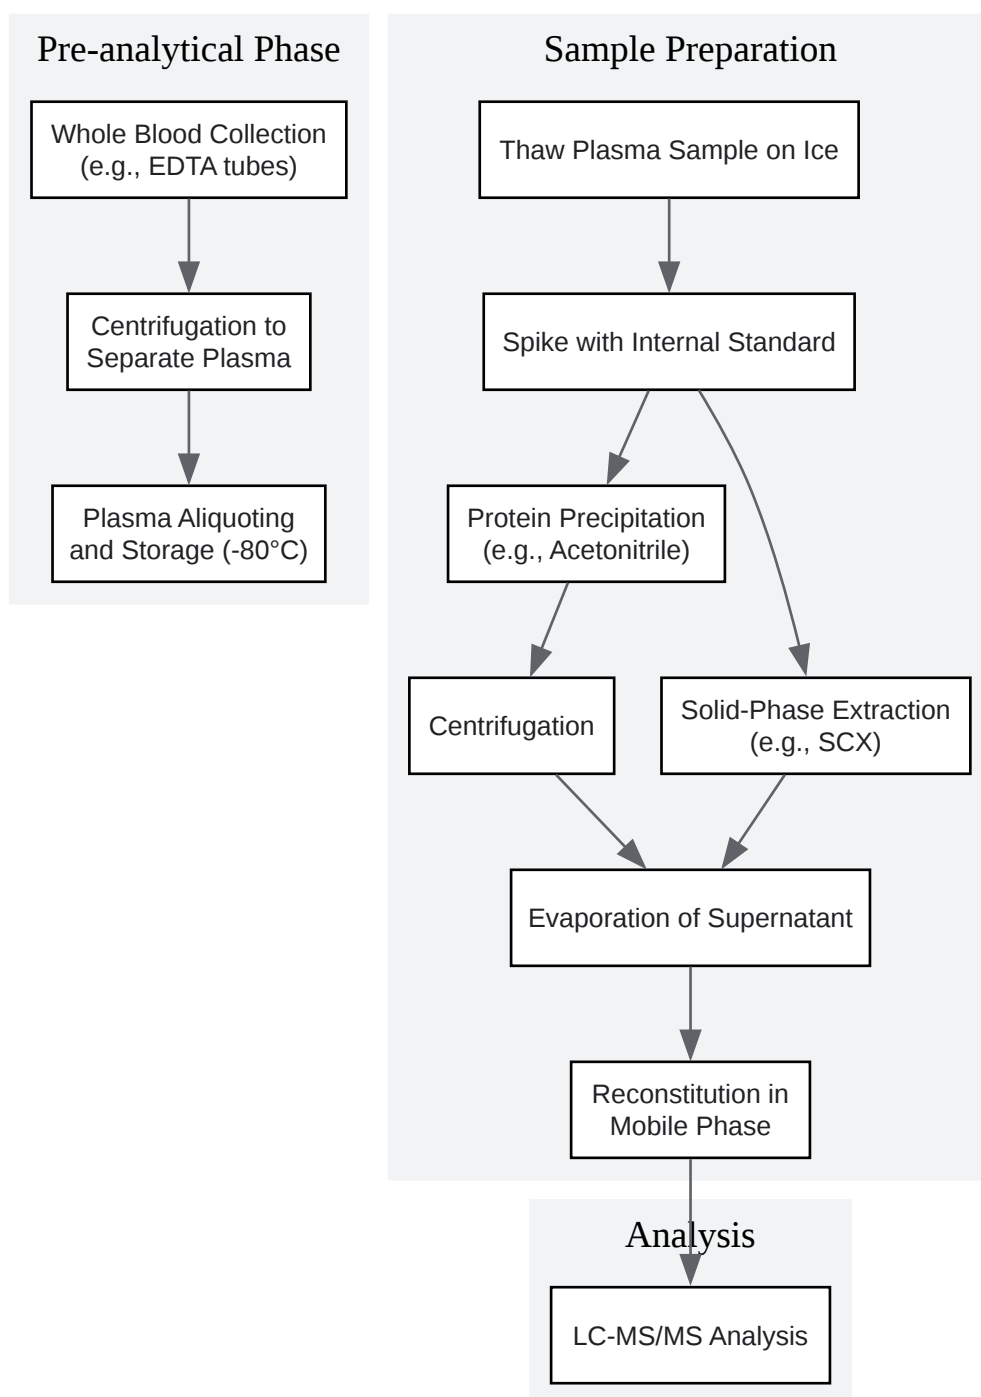 Pre-analytical Phase
Whole Blood Collection
(e.g., EDTA tubes)
Centrifugation to
Separate Plasma
Plasma Aliquoting
and Storage (-80°C)
Sample Preparation
Thaw Plasma Sample on Ice
Spike with Internal Standard
Protein Precipitation
(e.g., Acetonitrile)
Centrifugation
Solid-Phase Extraction
(e.g., SCX)
Evaporation of Supernatant
Reconstitution in
Mobile Phase
Analysis
LC-MS/MS Analysis